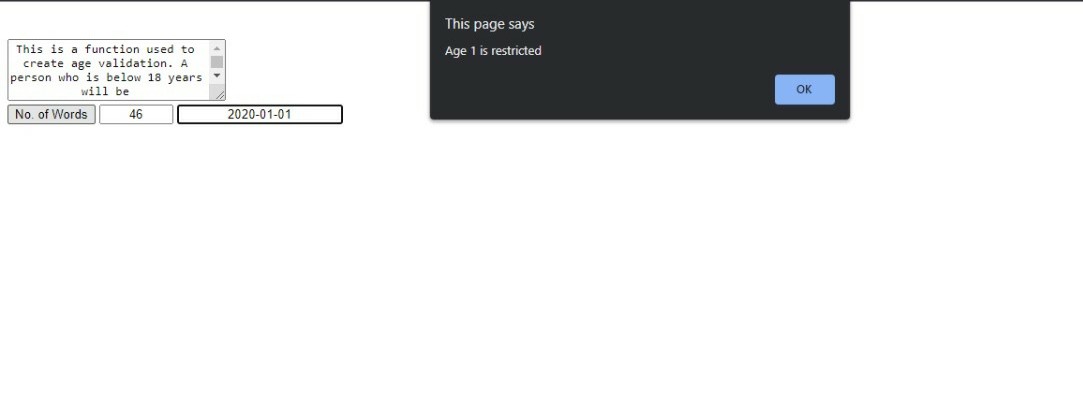 This page says
Age 1 is restricted
OK
This is a function used to
create age validation. A
person who is below 18 years
will be
No. of Words 46 2020-01-01